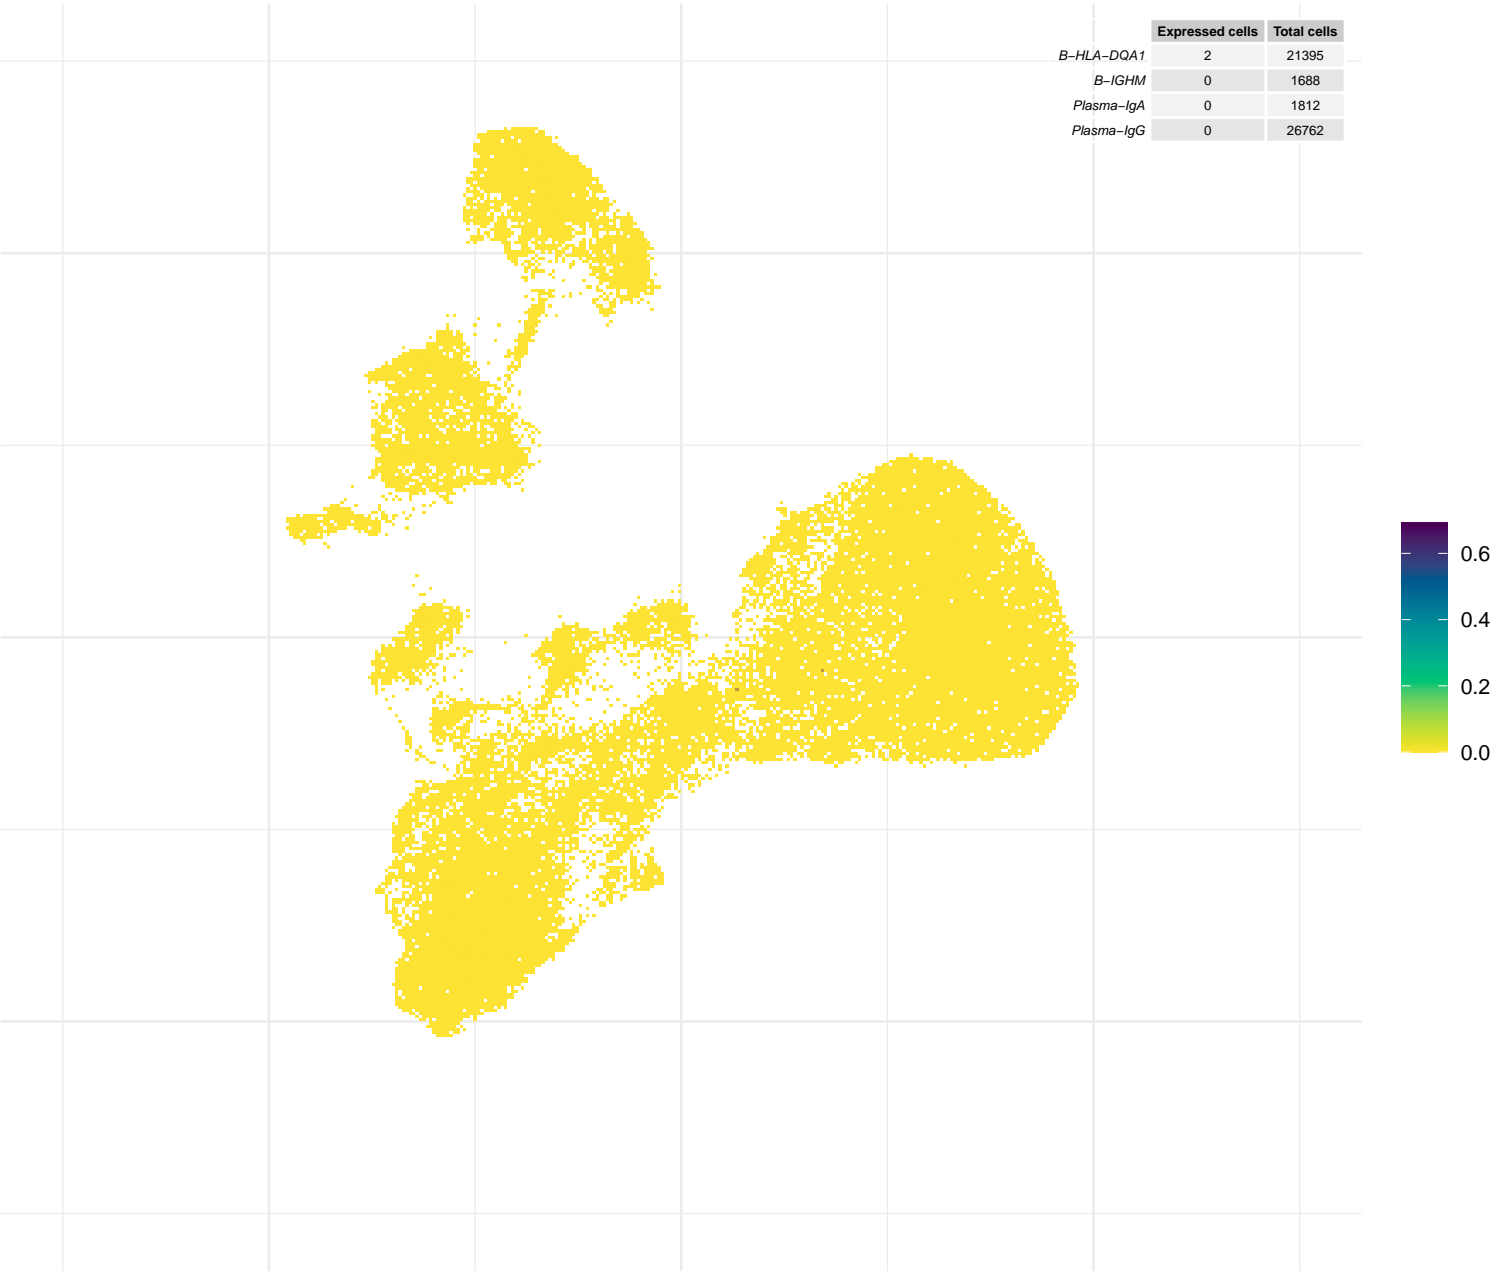 Expressed cells Total cells
B−HLA−DQA1 2 21395
B−IGHM 0 1688
Plasma−IgA 0 1812
Plasma−IgG 0 26762
0.6
0.4
0.2
0.0